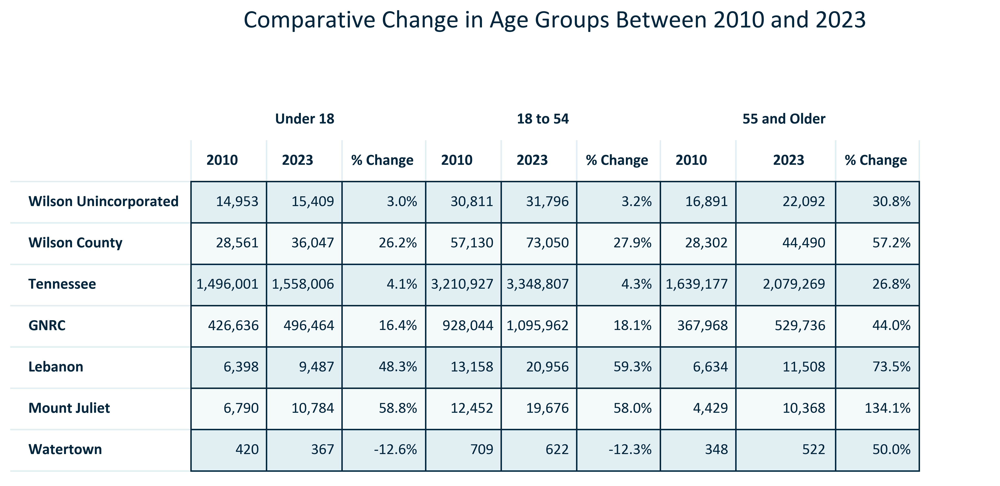 Comparative Change in Age Groups Between 2010 and 2023
Under 18 18 to 54 55 and Older
2010 2023 % Change 2010 2023 % Change 2010 2023 % Change
Wilson Unincorporated 14,953 15,409 3.0% 30,811 31,796 3.2% 16,891 22,092 30.8%
Wilson County 28,561 36,047 26.2% 57,130 73,050 27.9% 28,302 44,490 57.2%
Tennessee 1,496,001 1,558,006 4.1% 3,210,927 3,348,807 4.3% 1,639,177 2,079,269 26.8%
GNRC 426,636 496,464 16.4% 928,044 1,095,962 18.1% 367,968 529,736 44.0%
Lebanon 6,398 9,487 48.3% 13,158 20,956 59.3% 6,634 11,508 73.5%
Mount Juliet 6,790 10,784 58.8% 12,452 19,676 58.0% 4,429 10,368 134.1%
Watertown 420 367 -12.6% 709 622 -12.3% 348 522 50.0%